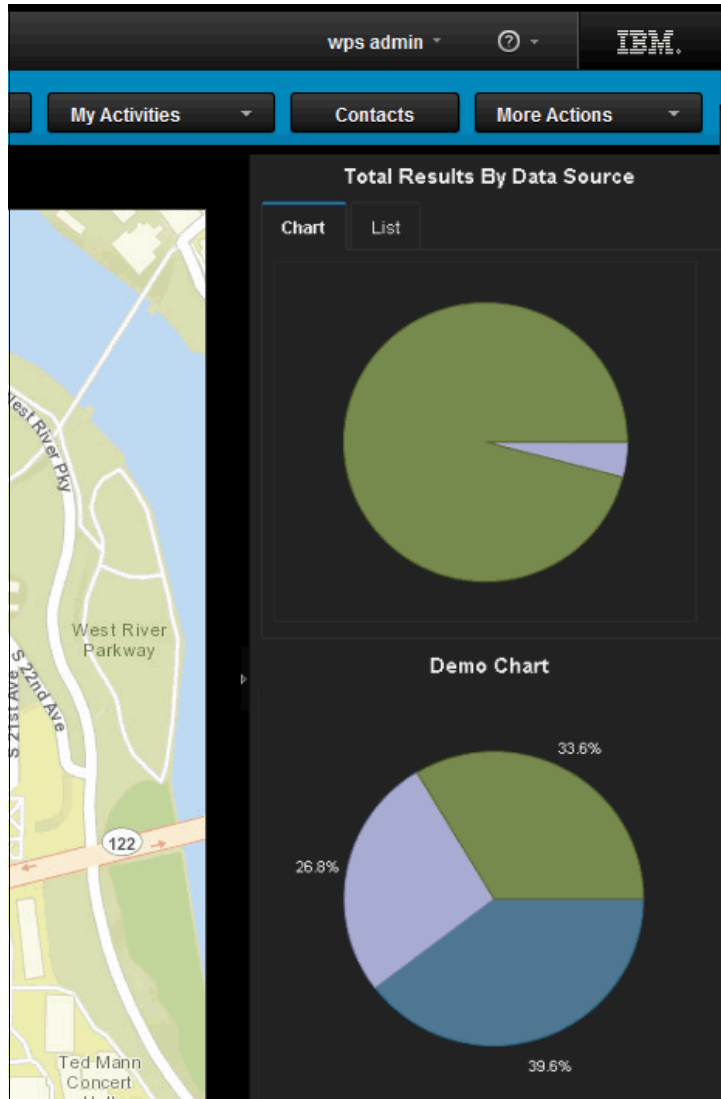 wps admin
?
IBM.
My Activities
Contacts
More Actions
Total Results By Data Source
Chart
List
West River Pky
West River
Parkway
S 22nd Ave
S 21st Ave
122
Ted Mann
Concert
Demo Chart
33.6%
26.8%
39.6%